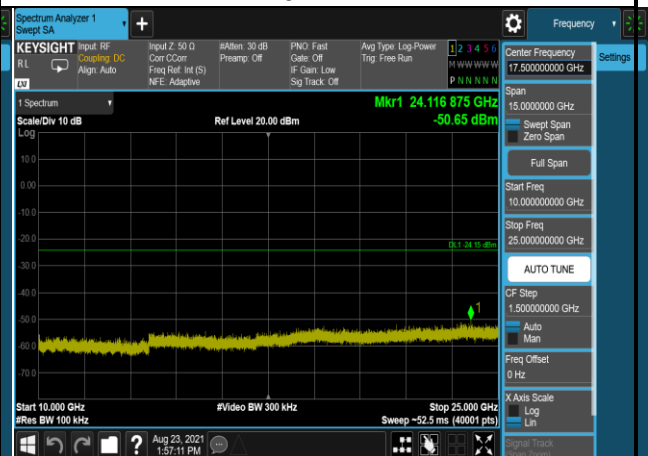 Spectrum Analyzer 1
Swept SA
Frequency
KEYSIGHT
RL
LXI
Input: RF
Coupling: DC
Align: Auto
Input Z: 50 Ω
Corr CCorr
Freq Ref: Int (S)
NFE: Adaptive
#Atten: 30 dB
Preamp: Off
PNO: Fast
Gate: Off
IF Gain: Low
Sig Track: Off
Avg Type: Log-Power
Trig: Free Run
1 2 3 4 5 6
M W W W W W
P N N N N N
Center Frequency
17.500000000 GHz
Settings
1 Spectrum
Scale/Div 10 dB
Log
Ref Level 20.00 dBm
Mkr1 24.116 875 GHz
-50.65 dBm
10.0
0.00
-10.0
-20.0
DL1 -24.15 dBm
-30.0
-40.0
1
-50.0
-60.0
-70.0
Start 10.000 GHz
#Res BW 100 kHz
#Video BW 300 kHz
Stop 25.000 GHz
Sweep ~52.5 ms (40001 pts)
Span
15.0000000 GHz
Swept Span
Zero Span
Full Span
Start Freq
10.000000000 GHz
Stop Freq
25.000000000 GHz
AUTO TUNE
CF Step
1.500000000 GHz
Auto
Man
Freq Offset
0 Hz
X Axis Scale
Log
Lin
Signal Track
(Span Zoom)
Aug 23, 2021
1:57:11 PM